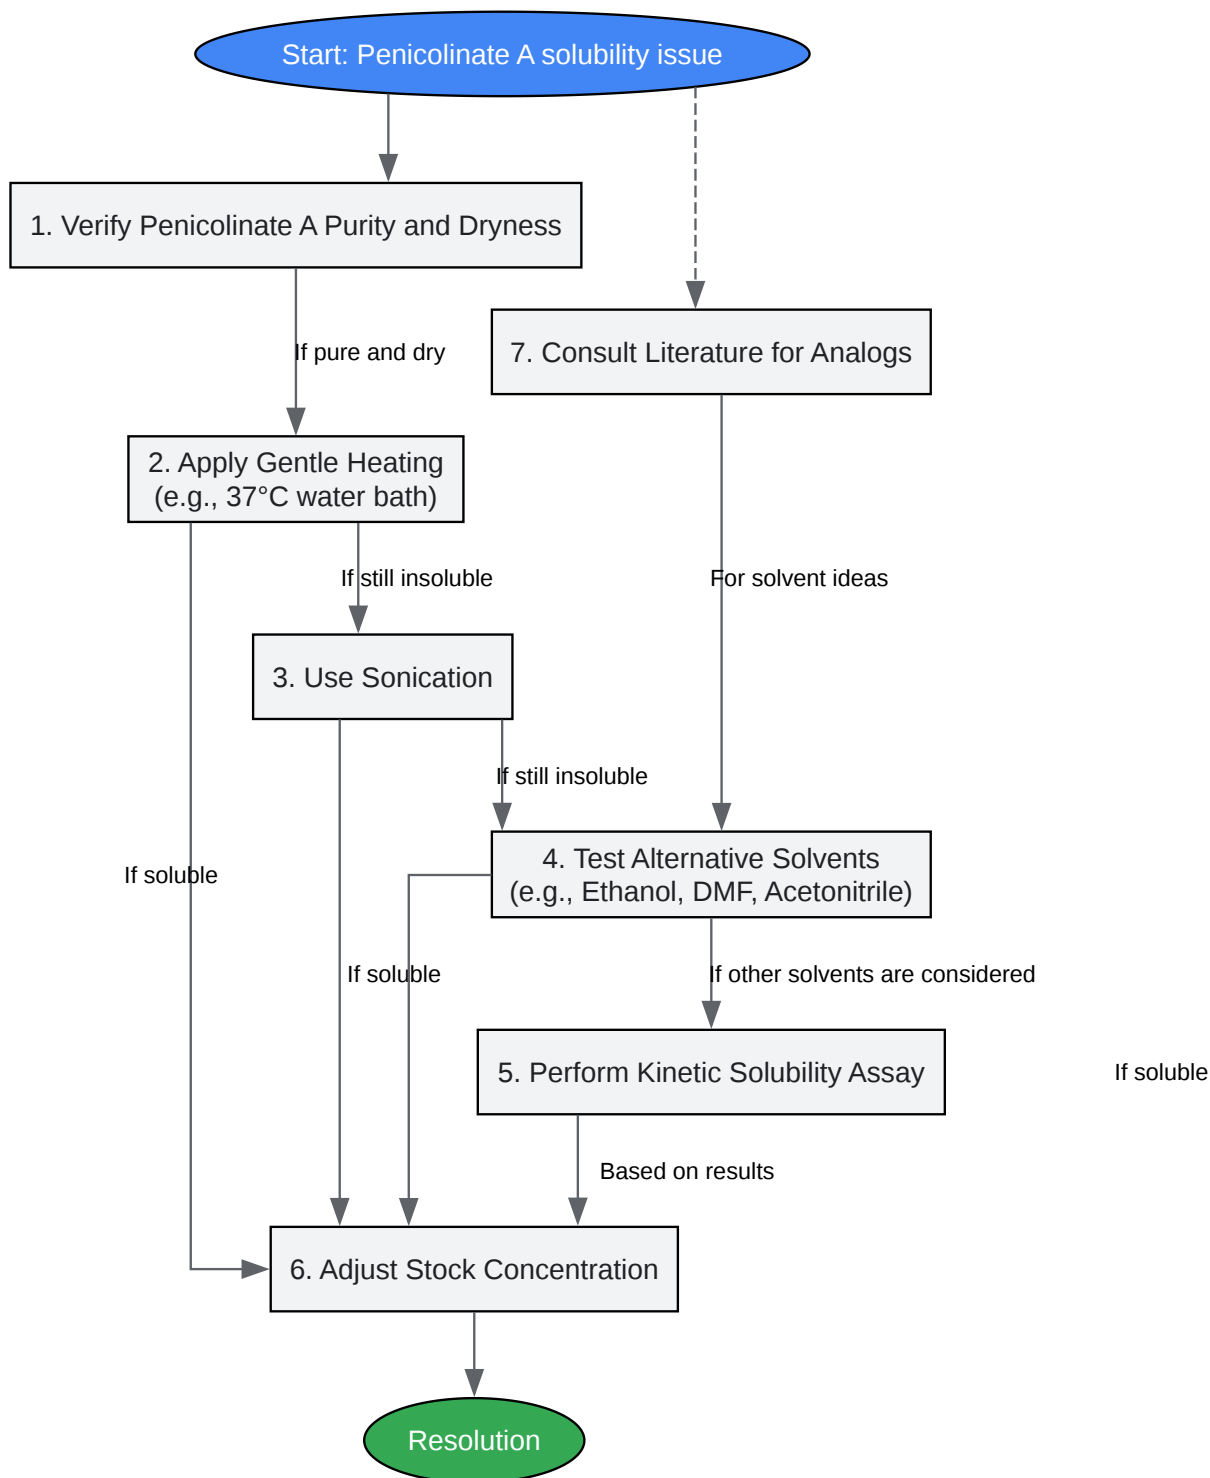 Start: Penicolinate A solubility issue
1. Verify Penicolinate A Purity and Dryness
If pure and dry
7. Consult Literature for Analogs
2. Apply Gentle Heating
(e.g., 37°C water bath)
If still insoluble
For solvent ideas
3. Use Sonication
If still insoluble
4. Test Alternative Solvents
(e.g., Ethanol, DMF, Acetonitrile)
If soluble
If soluble
If other solvents are considered
5. Perform Kinetic Solubility Assay
If soluble
Based on results
6. Adjust Stock Concentration
Resolution